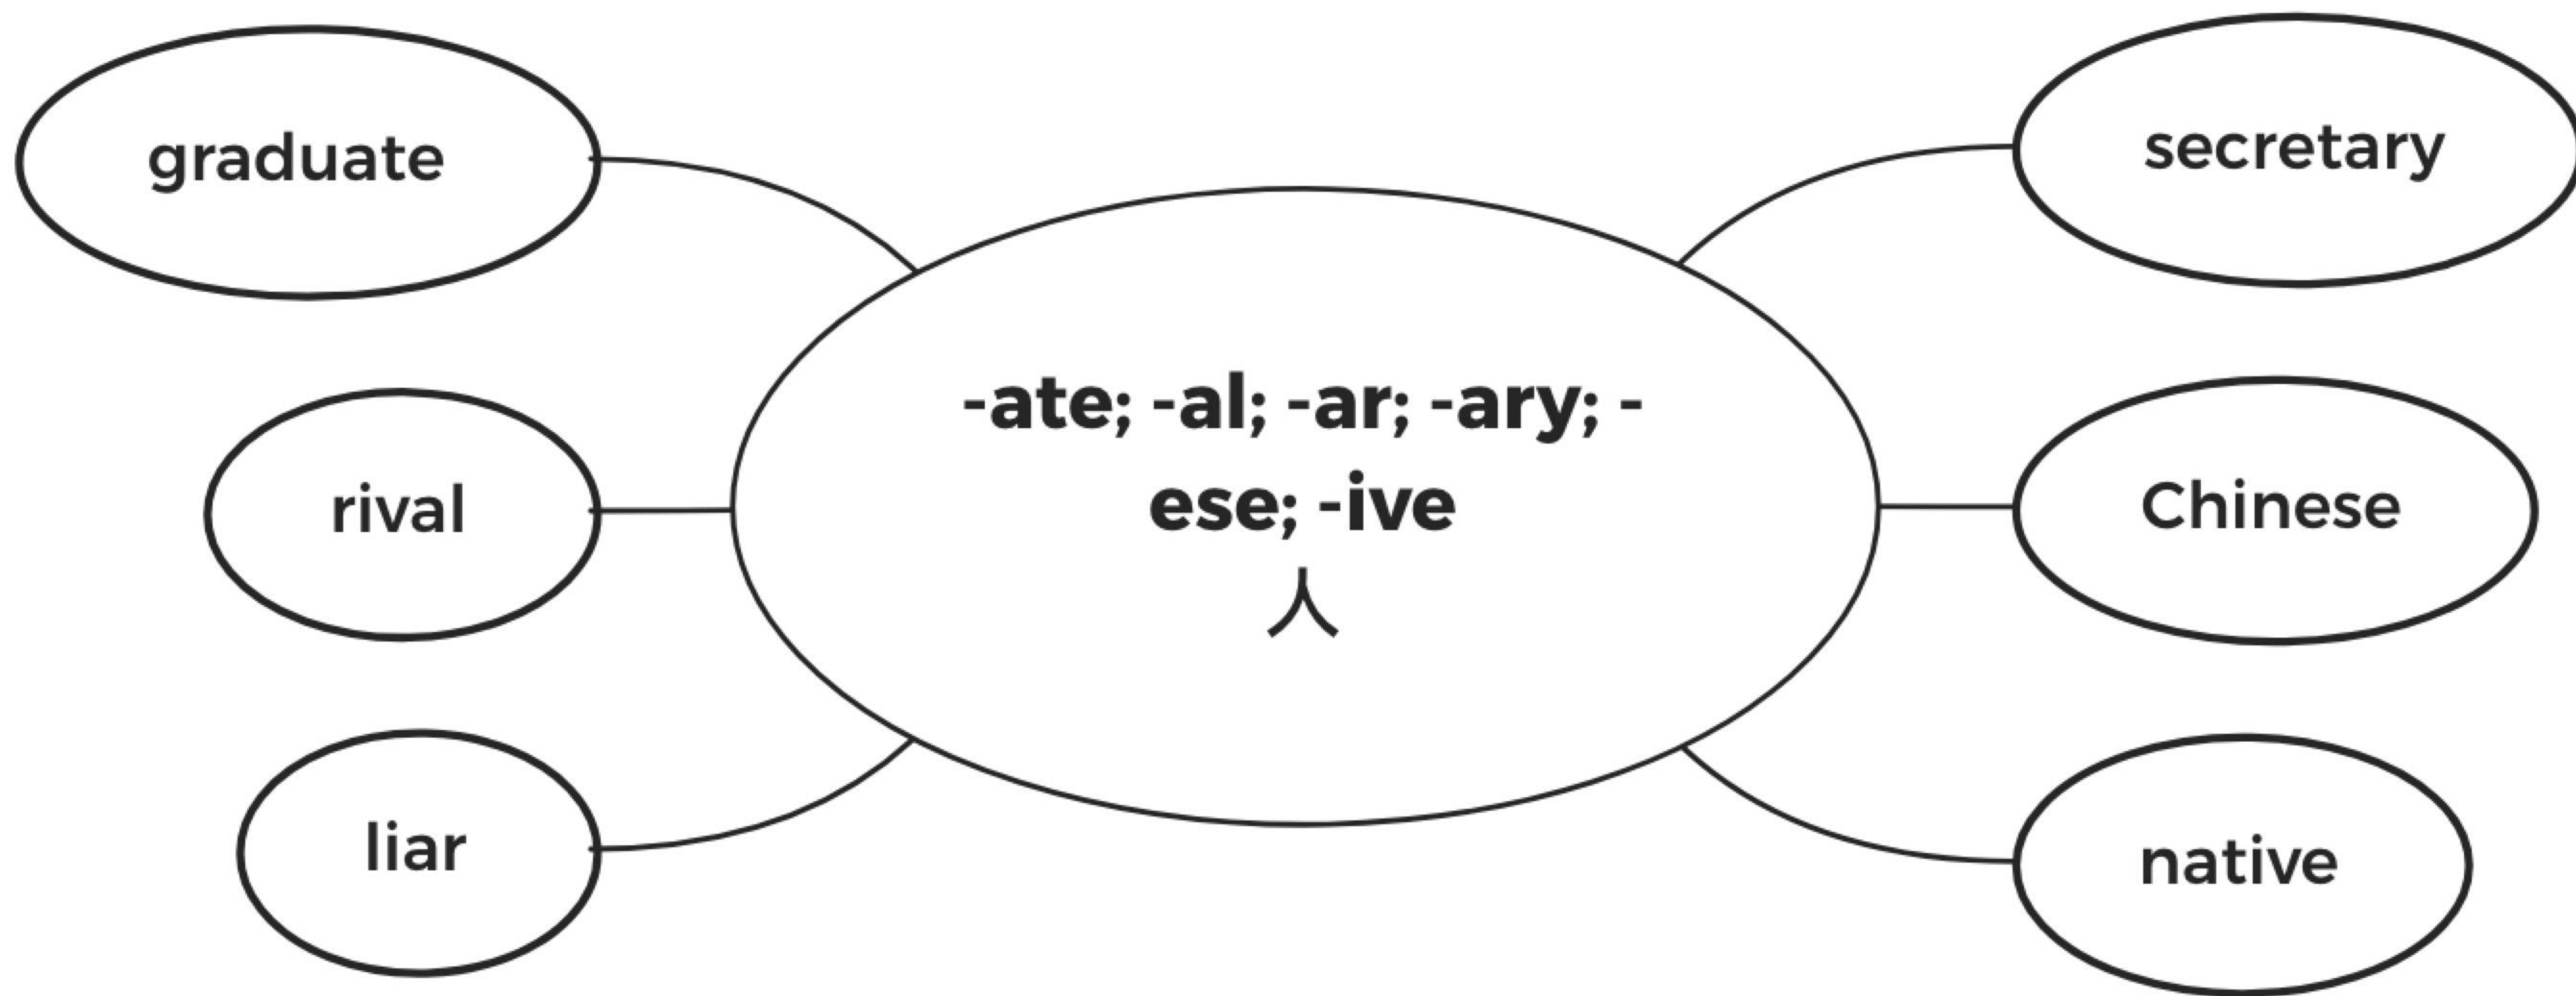 graduate
secretary
-ate; -al; -ar; -ary; -
ese; -ive
人
rival
Chinese
liar
native